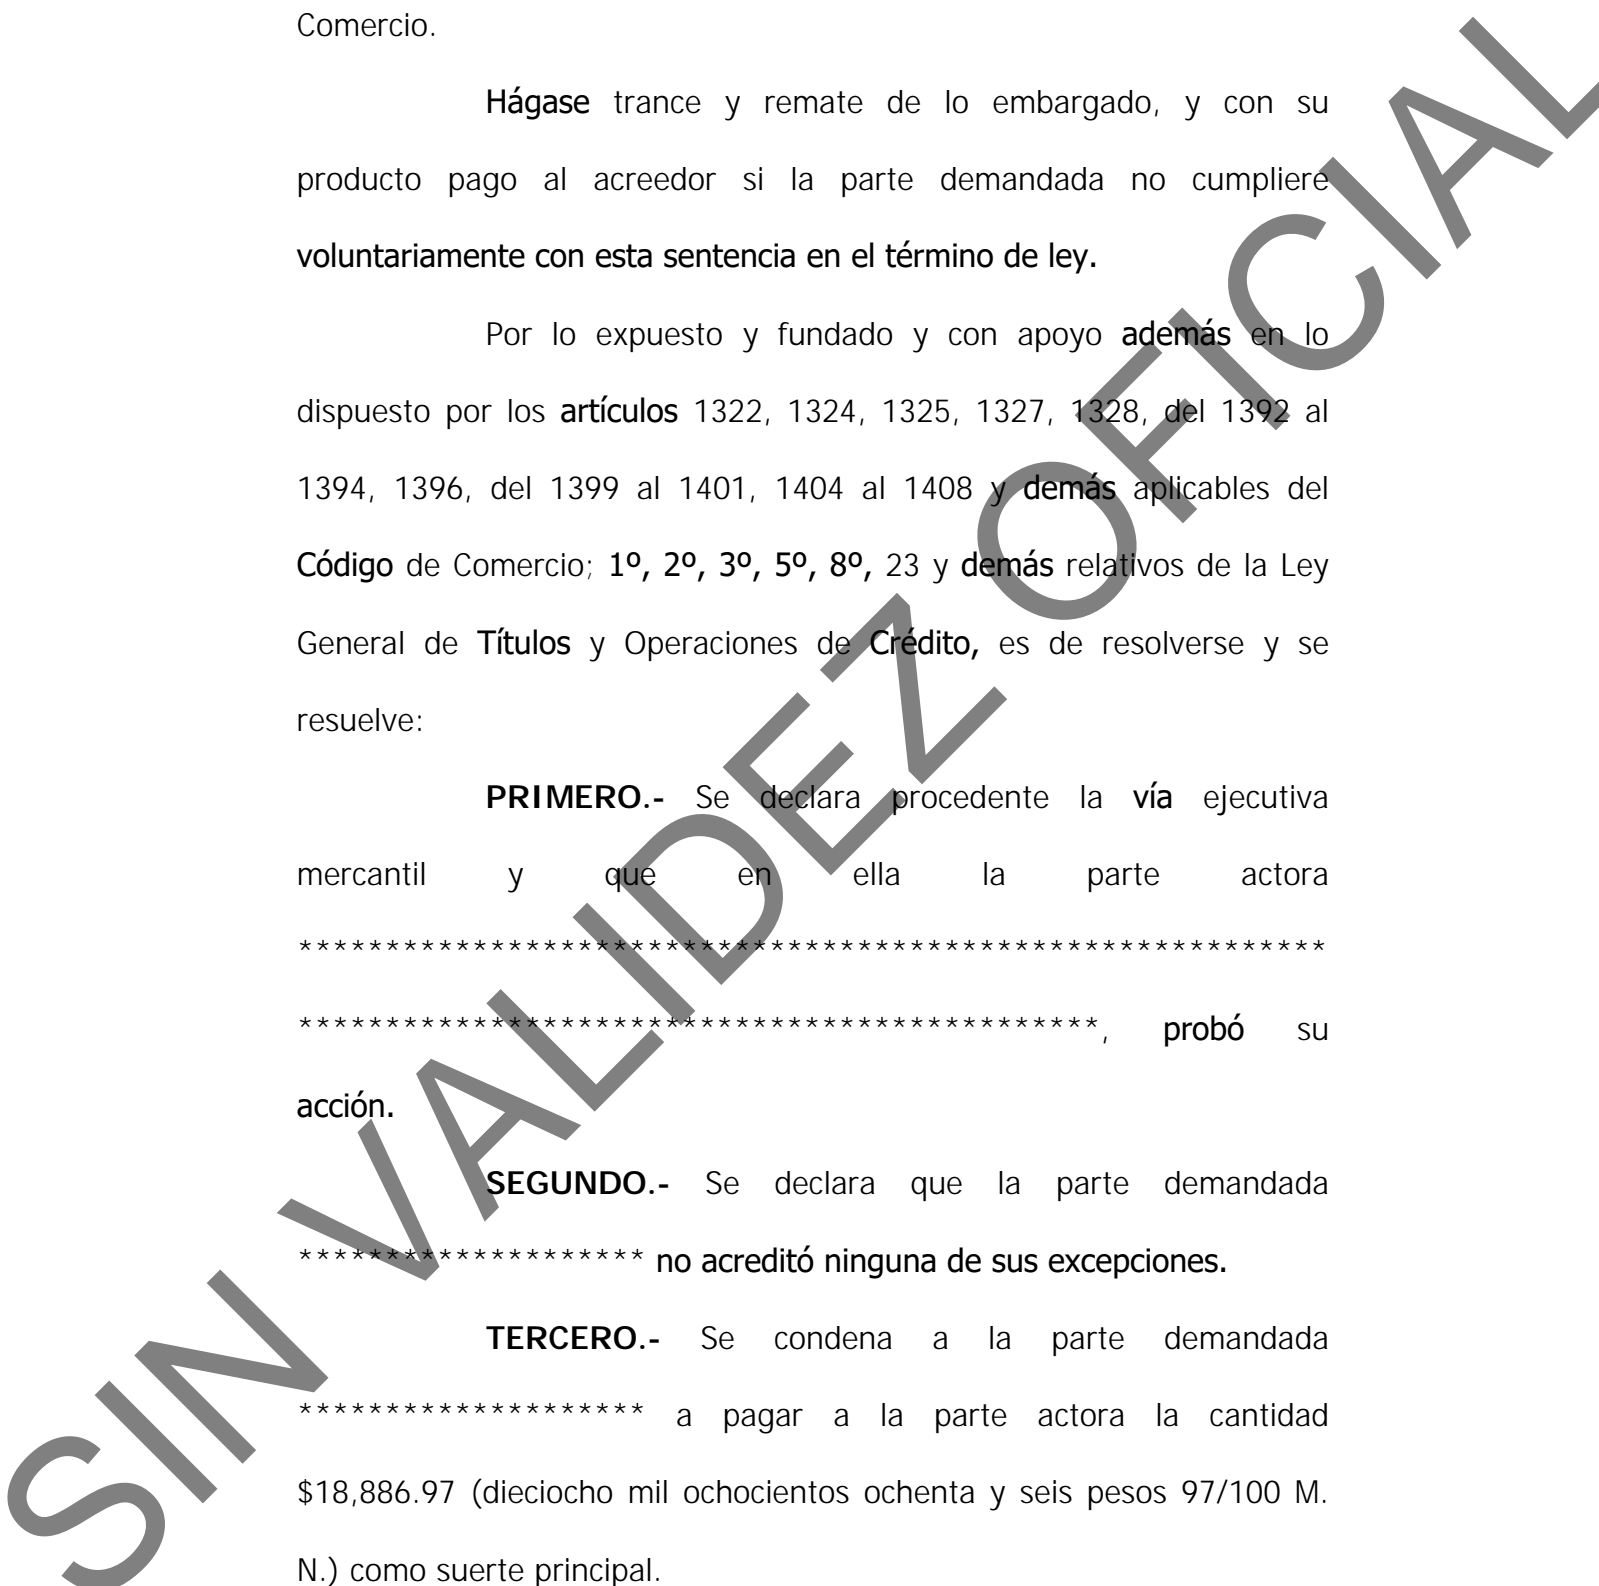 Comercio.
Hágase trance y remate de lo embargado, y con su
producto pago al acreedor si la parte demandada no cumpliere
voluntariamente con esta sentencia en el término de ley.
Por lo expuesto y fundado y con apoyo además en lo
dispuesto por los artículos 1322, 1324, 1325, 1327, 1328, del 1392 al
1394, 1396, del 1399 al 1401, 1404 al 1408 y demás aplicables del
Código de Comercio; 1º, 2º, 3º, 5º, 8º, 23 y demás relativos de la Ley
General de Títulos y Operaciones de Crédito, es de resolverse y se
resuelve:
PRIMERO.- Se declara procedente la vía ejecutiva
mercantil y que en ella la parte actora
***********************************************************
**********************************************, probó su
acción.
SEGUNDO.- Se declara que la parte demandada
******************** no acreditó ninguna de sus excepciones.
TERCERO.- Se condena a la parte demandada
******************** a pagar a la parte actora la cantidad
$18,886.97 (dieciocho mil ochocientos ochenta y seis pesos 97/100 M.
N.) como suerte principal.
SIN VALIDEZ OFICIAL